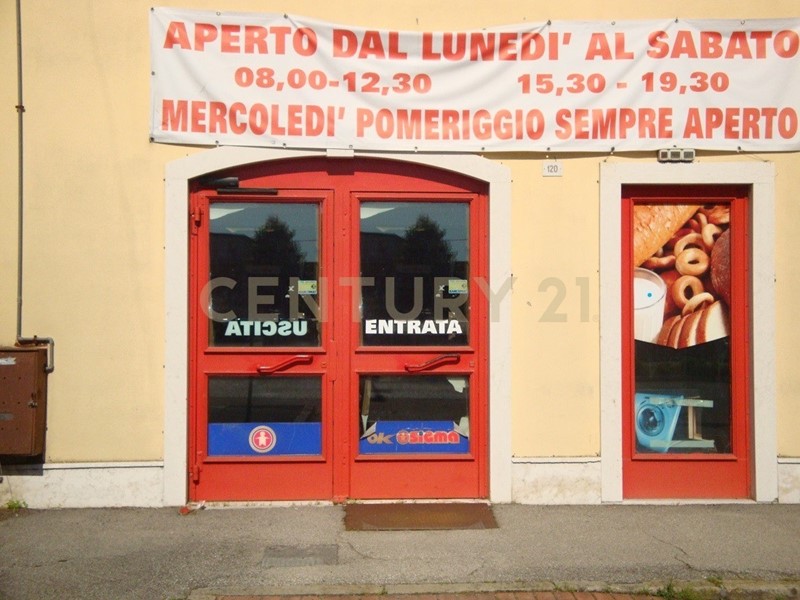 APERTO DAL LUNEDI' AL SABATO
08,00-12,30 15,30 - 19,30
MERCOLEDI' POMERIGGIO SEMPRE APERTO
120
CENTURY 21
USCITA
ENTRATA
OK sigma